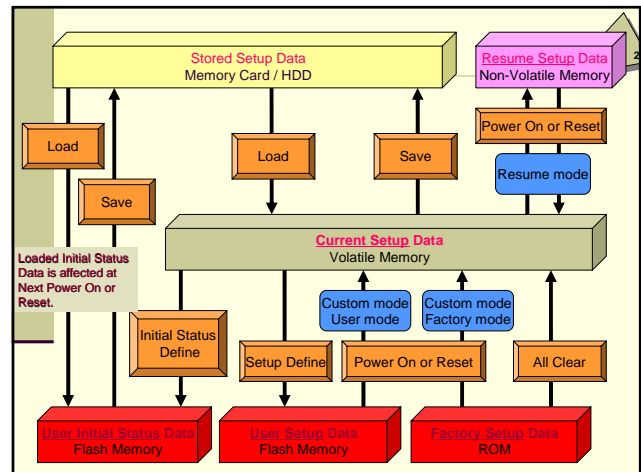 Stored Setup Data
Memory Card / HDD
Resume Setup Data
Non-Volatile Memory
2
Load
Save
Load
Save
Power On or Reset
Resume mode
Current Setup Data
Volatile Memory
Loaded Initial Status
Data is affected at
Next Power On or
Reset.
Initial Status
Define
Setup Define
Custom mode
User mode
Custom mode
Factory mode
Power On or Reset
All Clear
User Initial Status Data
Flash Memory
User Setup Data
Flash Memory
Factory Setup Data
ROM